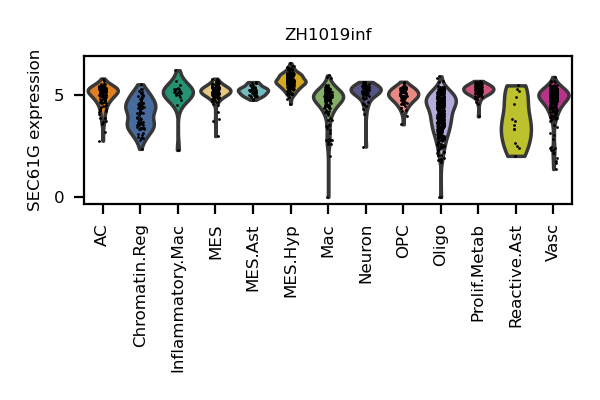 ZH1019inf
SEC61G expression
5
0
AC
Chromatin.Reg
Inflammatory.Mac
MES
MES.Ast
MES.Hyp
Mac
Neuron
OPC
Oligo
Prolif.Metab
Reactive.Ast
Vasc